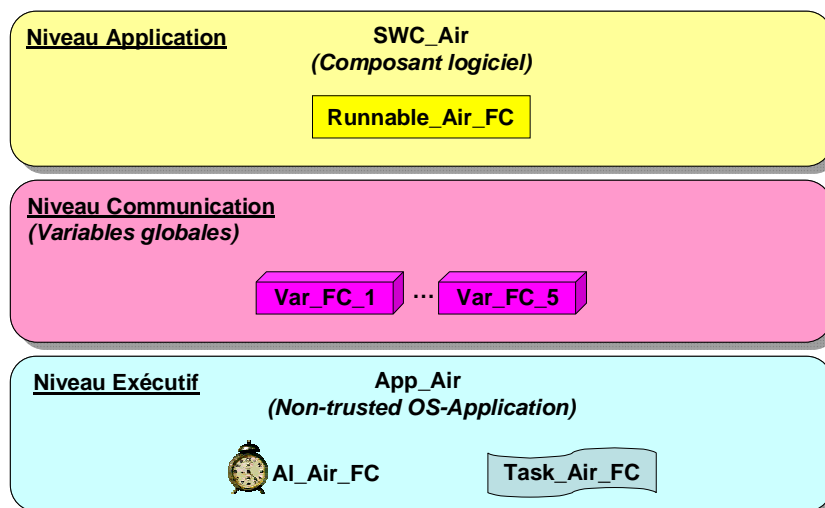 Niveau Application
SWC_Air
(Composant logiciel)
Runnable_Air_FC
Niveau Communication
(Variables globales)
Var_FC_1 ... Var_FC_5
Niveau Exécutif
App_Air
(Non-trusted OS-Application)
Al_Air_FC
Task_Air_FC